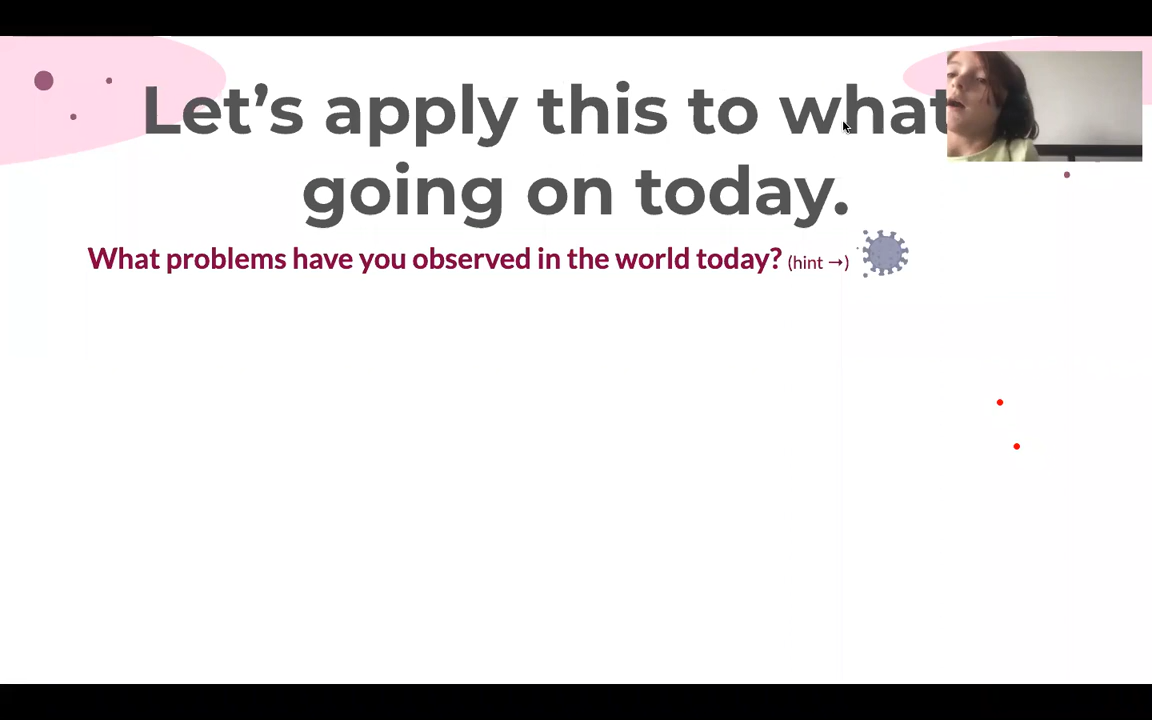 Let's apply this to what
going on today.
What problems have you observed in the world today? (hint →)